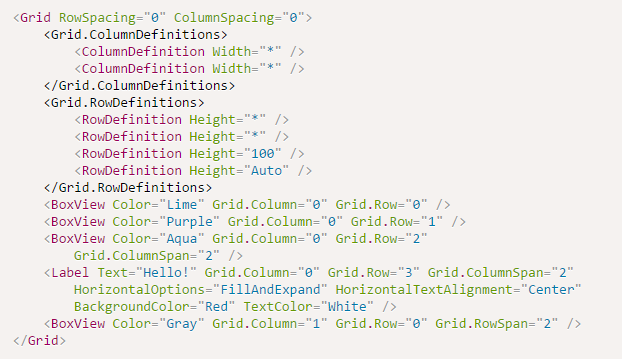 <Grid RowSpacing="0" ColumnSpacing="0">
    <Grid.ColumnDefinitions>
        <ColumnDefinition Width="*" />
        <ColumnDefinition Width="*" />
    </Grid.ColumnDefinitions>
    <Grid.RowDefinitions>
        <RowDefinition Height="*" />
        <RowDefinition Height="*" />
        <RowDefinition Height="100" />
        <RowDefinition Height="Auto" />
    </Grid.RowDefinitions>
    <BoxView Color="Lime" Grid.Column="0" Grid.Row="0" />
    <BoxView Color="Purple" Grid.Column="0" Grid.Row="1" />
    <BoxView Color="Aqua" Grid.Column="0" Grid.Row="2"
        Grid.ColumnSpan="2" />
    <Label Text="Hello!" Grid.Column="0" Grid.Row="3" Grid.ColumnSpan="2"
        HorizontalOptions="FillAndExpand" HorizontalTextAlignment="Center"
        BackgroundColor="Red" TextColor="White" />
    <BoxView Color="Gray" Grid.Column="1" Grid.Row="0" Grid.RowSpan="2" />
</Grid>